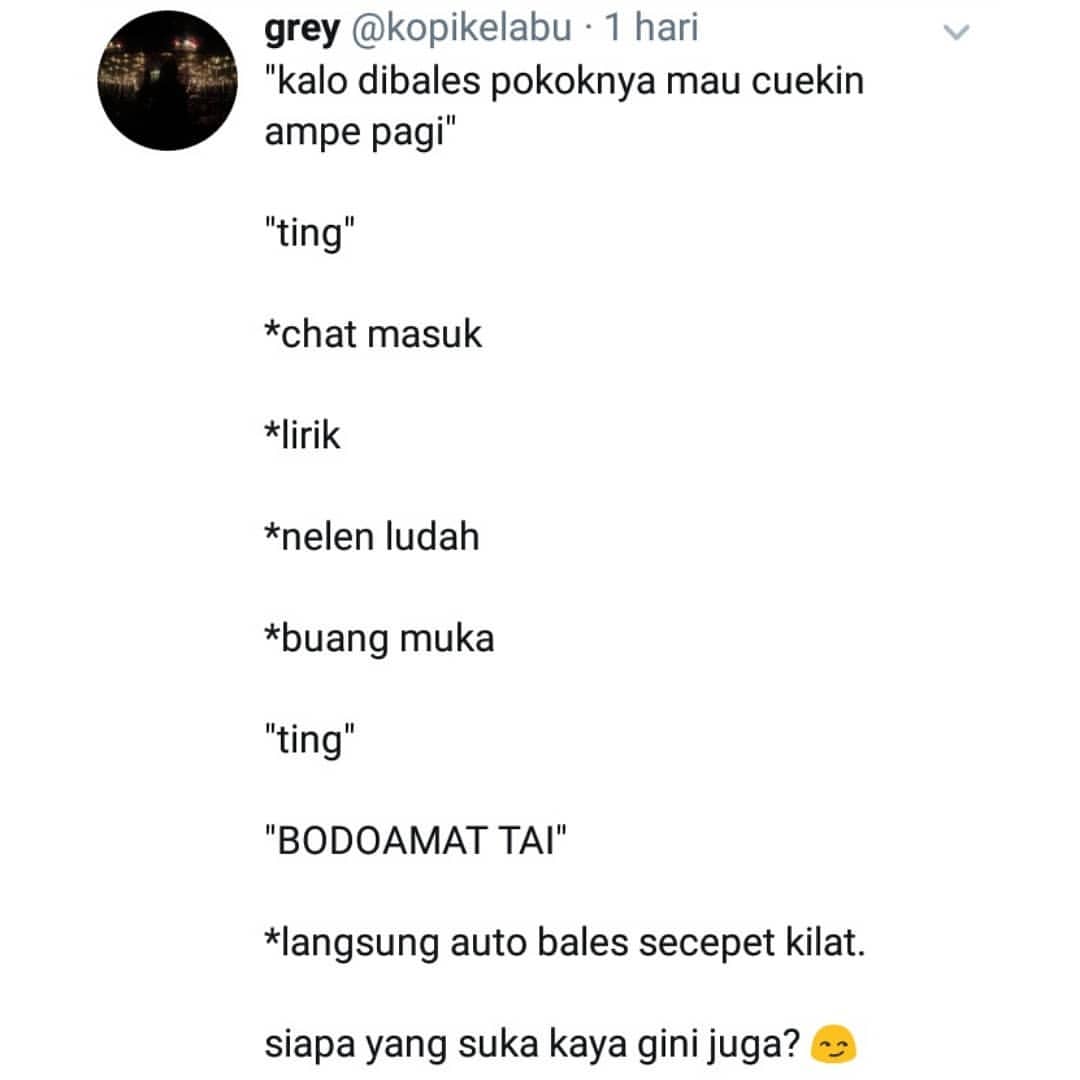 grey @kopikelabu · 1 hari
"kalo dibales pokoknya mau cuekin
ampe pagi"
"ting"
*chat masuk
*lirik
*nelen ludah
*buang muka
"ting"
"BODOAMAT TAI"
*langsung auto bales secepet kilat.
siapa yang suka kaya gini juga? 😏